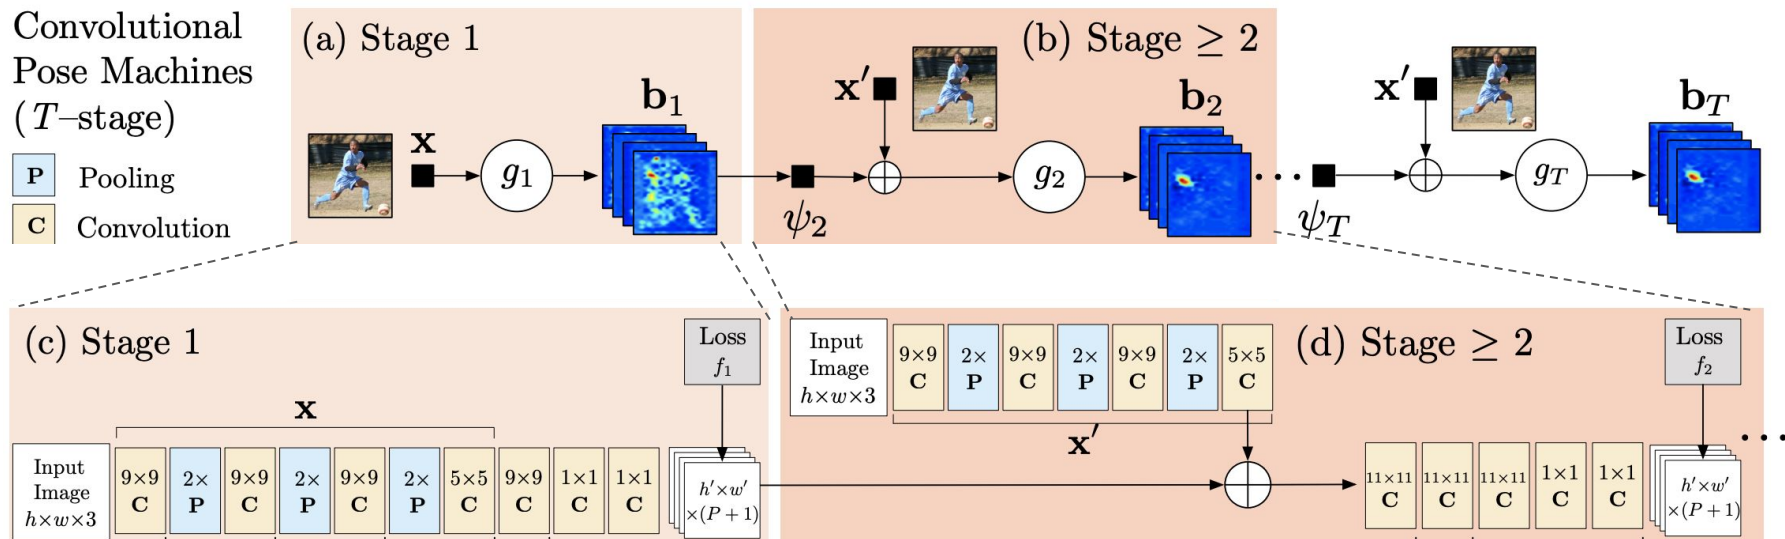 Convolutional
Pose Machines
(T–stage)
P Pooling
C Convolution
(a) Stage 1
x
g₁
b₁
(b) Stage ≥ 2
x′
ψ₂
g₂
b₂
...
x′
ψ_T
g_T
b_T
(c) Stage 1
Loss
f₁
x
Input
Image
h×w×3
9×9 2× 9×9 2× 9×9 2× 5×5 9×9 1×1 1×1
C P C P C P C C C C
h′×w′
×(P + 1)
(d) Stage ≥ 2
Input
Image
h×w×3
9×9 2× 9×9 2× 9×9 2× 5×5
C P C P C P C
x′
Loss
f₂
11×11 11×11 11×11 1×1 1×1
C C C C C
h′×w′
×(P + 1)
...